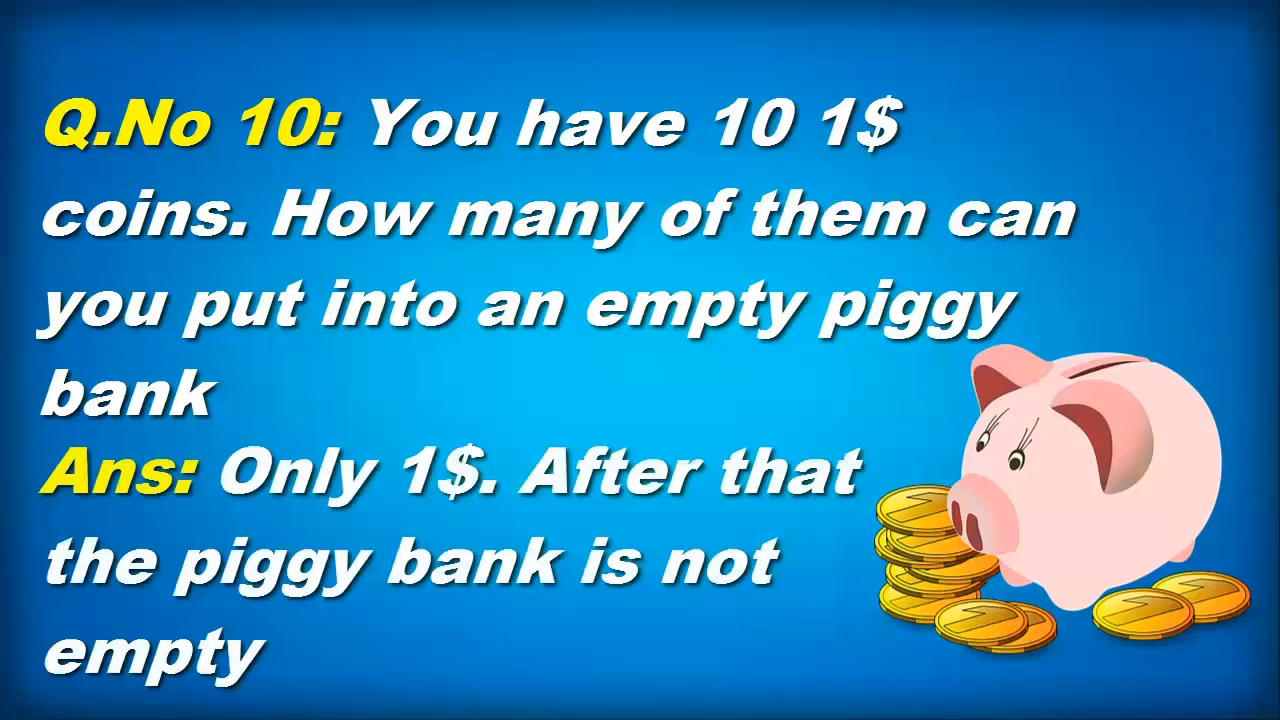 Q.No 10: You have 10 1$
coins. How many of them can
you put into an empty piggy
bank
Ans: Only 1$. After that
the piggy bank is not
empty